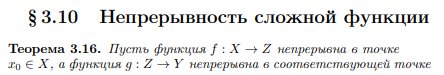 § 3.10 Непрерывность сложной функции
Теорема 3.16. Пусть функция f : X → Z непрерывна в точке
x₀ ∈ X, а функция g : Z → Y непрерывна в соответствующей точке